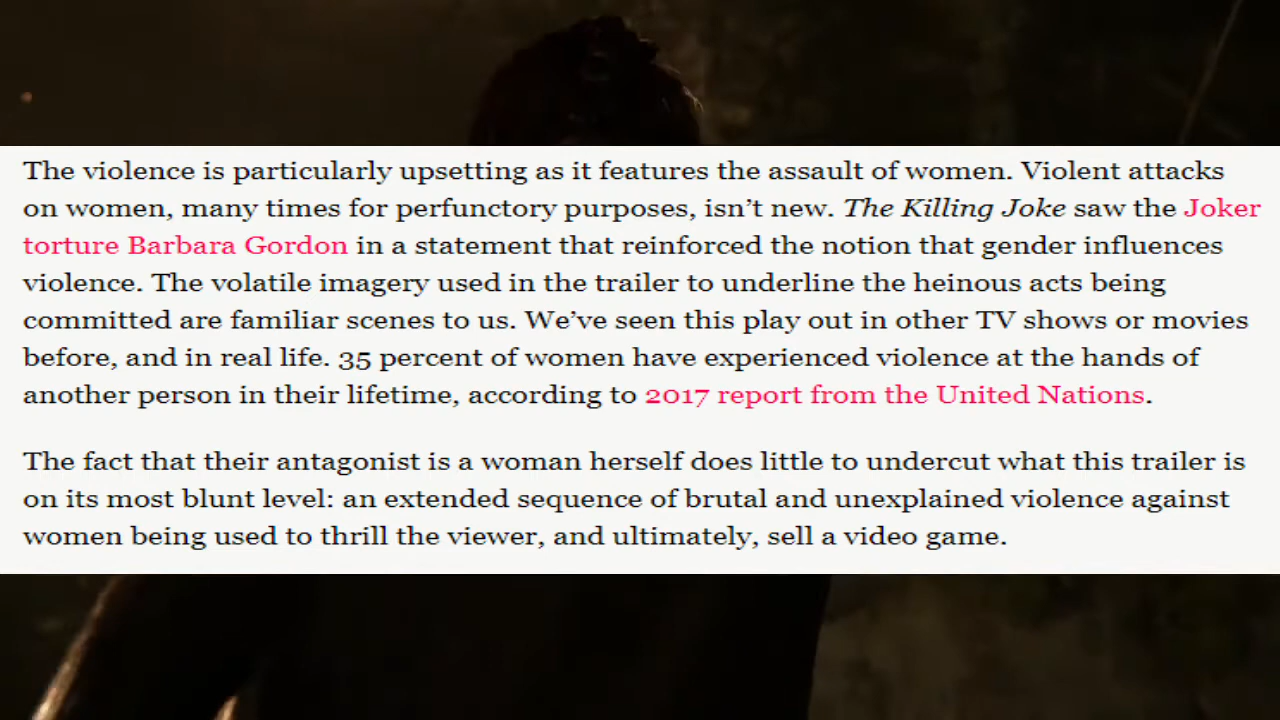 The violence is particularly upsetting as it features the assault of women. Violent attacks
on women, many times for perfunctory purposes, isn’t new. The Killing Joke saw the Joker
torture Barbara Gordon in a statement that reinforced the notion that gender influences
violence. The volatile imagery used in the trailer to underline the heinous acts being
committed are familiar scenes to us. We’ve seen this play out in other TV shows or movies
before, and in real life. 35 percent of women have experienced violence at the hands of
another person in their lifetime, according to 2017 report from the United Nations.
The fact that their antagonist is a woman herself does little to undercut what this trailer is
on its most blunt level: an extended sequence of brutal and unexplained violence against
women being used to thrill the viewer, and ultimately, sell a video game.